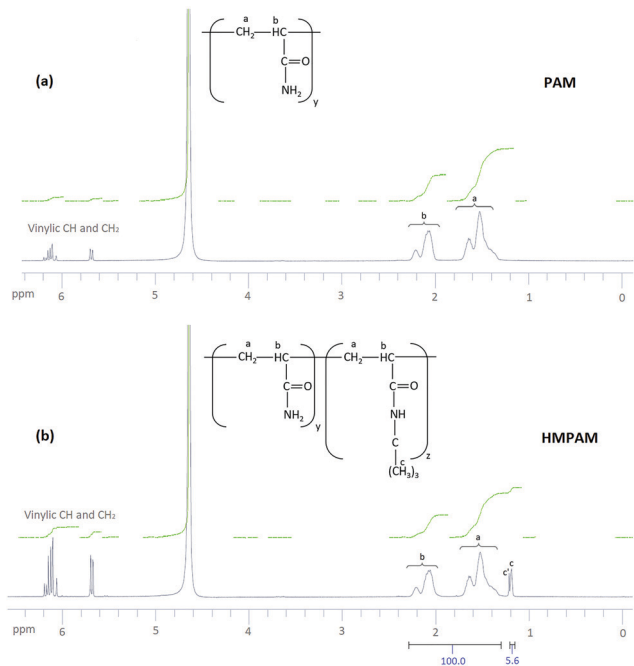 a b
CH₂ HC
C=O
NH₂
y
(a)
PAM
Vinylic CH and CH₂
b
a
ppm 6 5 4 3 2 1 0
a b a b
CH₂ HC CH₂ HC
C=O C=O
NH₂ NH
y
C
c
(CH₃)₃
z
(b)
HMPAM
Vinylic CH and CH₂
b
a
c' c
ppm 6 5 4 3 2 1 0
100.0 5.6